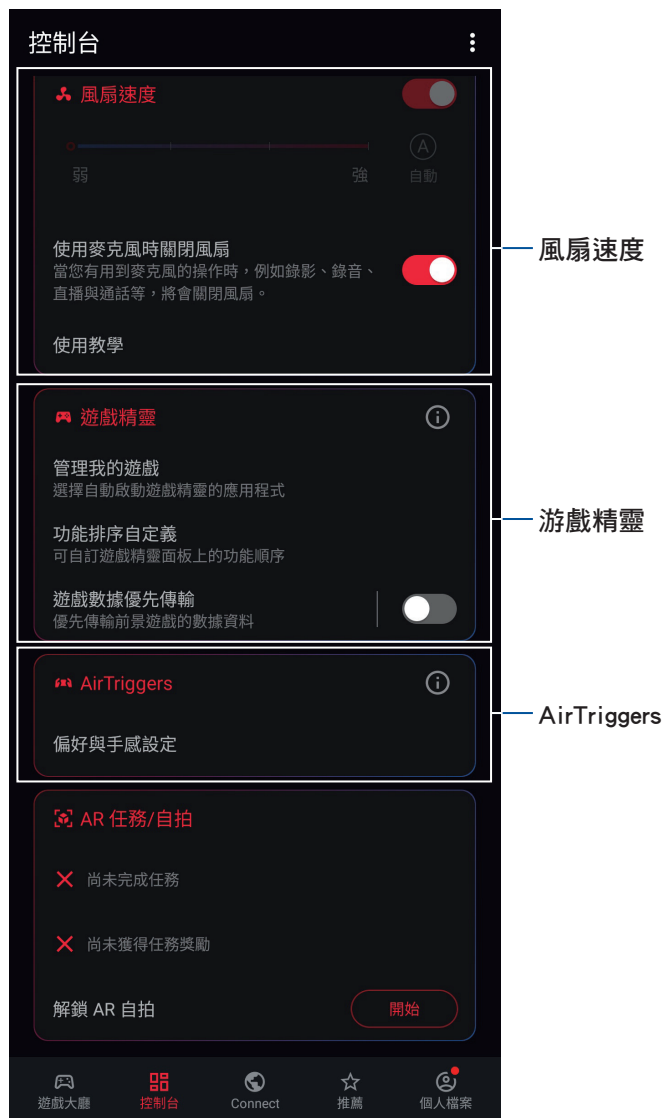 控制台
風扇速度
弱
強
自動
A
使用麥克風時關閉風扇
當您有用到麥克風的操作時，例如錄影、錄音、
直播與通話等，將會關閉風扇。
使用教學
風扇速度
遊戲精靈
管理我的遊戲
選擇自動啟動遊戲精靈的應用程式
功能排序自定義
可自訂遊戲精靈面板上的功能順序
遊戲數據優先傳輸
優先傳輸前景遊戲的數據資料
游戲精靈
AirTriggers
偏好與手感設定
AirTriggers
AR 任務/自拍
尚未完成任務
尚未獲得任務獎勵
解鎖 AR 自拍
開始
遊戲大廳
控制台
Connect
推薦
個人檔案